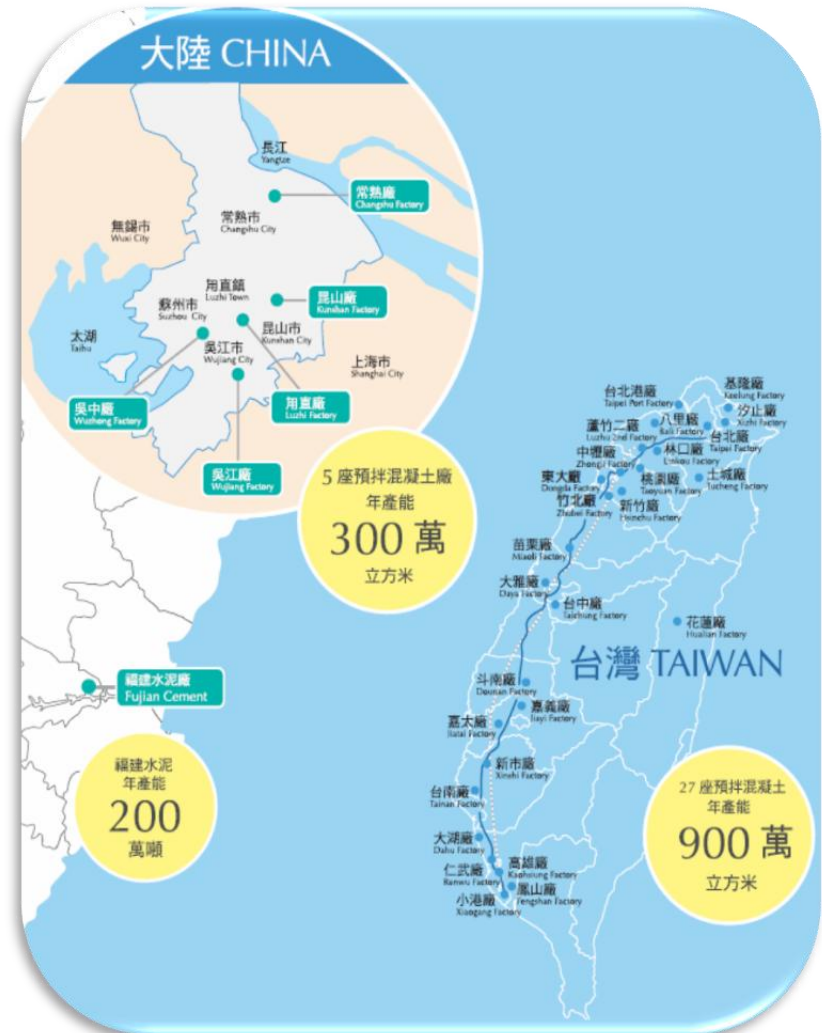 大陸 CHINA
長江
Yangtze
常熟廠
Changshu Factory
常熟市
Changshu City
無錫市
Wuxi City
甪直鎮
Luzhi Town
昆山廠
Kunshan Factory
蘇州市
Suzhou City
昆山市
Kunshan City
太湖
Taihu
吳江市
Wujiang City
上海市
Shanghai City
吳中廠
Wuzhong Factory
甪直廠
Luzhi Factory
吳江廠
Wujiang Factory
5 座預拌混凝土廠
年產能
300 萬
立方米
福建水泥廠
Fujian Cement
福建水泥
年產能
200
萬噸
台北港廠
Taipei Port Factory
基隆廠
Keelung Factory
蘆竹二廠
Luzhu 2nd Factory
八里廠
Bali Factory
汐止廠
Xizhi Factory
台北廠
Taipei Factory
中壢廠
Zhongli Factory
林口廠
Linkou Factory
東大廠
Dongda Factory
桃園廠
Taoyuan Factory
土城廠
Tucheng Factory
竹北廠
Zhubei Factory
新竹廠
Hsinchu Factory
苗栗廠
Miaoli Factory
大雅廠
Daya Factory
台中廠
Taichung Factory
花蓮廠
Hualian Factory
台灣 TAIWAN
斗南廠
Dounan Factory
嘉義廠
Jiayi Factory
嘉太廠
Jiatai Factory
新市廠
Xinshi Factory
台南廠
Tainan Factory
大湖廠
Dahu Factory
仁武廠
Renwu Factory
高雄廠
Kaohsiung Factory
鳳山廠
Fengshan Factory
小港廠
Xiaogang Factory
27 座預拌混凝土
年產能
900 萬
立方米